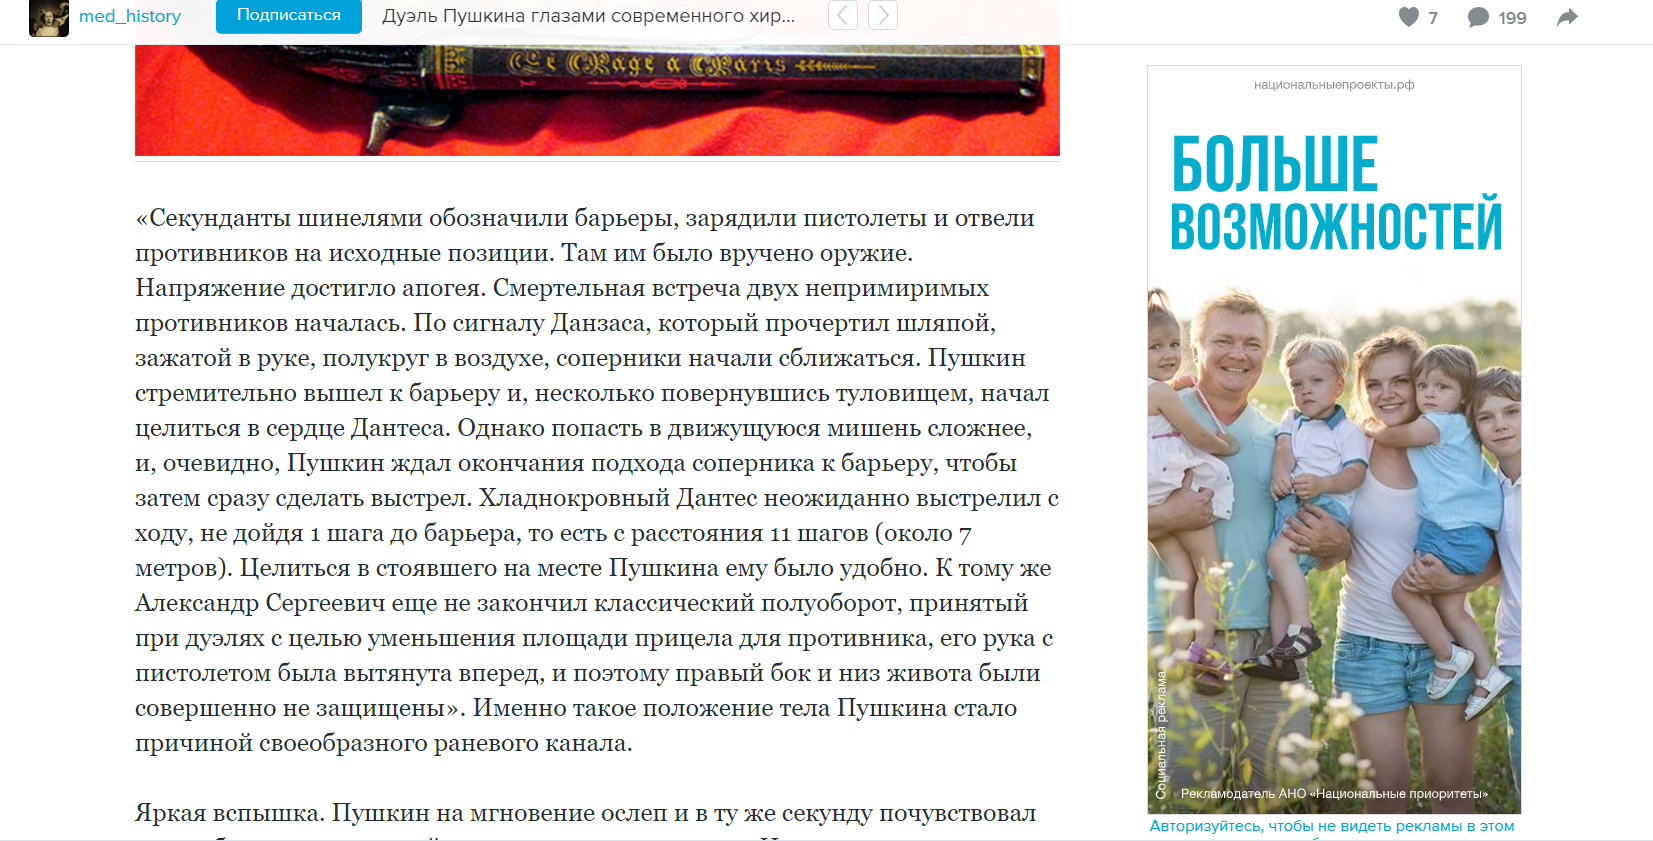 med_history
Подписаться
Дуэль Пушкина глазами современного хир...
7
199
Le Page a Paris
«Секунданты шинелями обозначили барьеры, зарядили пистолеты и отвели
противников на исходные позиции. Там им было вручено оружие.
Напряжение достигло апогея. Смертельная встреча двух непримиримых
противников началась. По сигналу Данзаса, который прочертил шляпой,
зажатой в руке, полукруг в воздухе, соперники начали сближаться. Пушкин
стремительно вышел к барьеру и, несколько повернувшись туловищем, начал
целиться в сердце Дантеса. Однако попасть в движущуюся мишень сложнее,
и, очевидно, Пушкин ждал окончания подхода соперника к барьеру, чтобы
затем сразу сделать выстрел. Хладнокровный Дантес неожиданно выстрелил с
ходу, не дойдя 1 шага до барьера, то есть с расстояния 11 шагов (около 7
метров). Целиться в стоявшего на месте Пушкина ему было удобно. К тому же
Александр Сергеевич еще не закончил классический полуоборот, принятый
при дуэлях с целью уменьшения площади прицела для противника, его рука с
пистолетом была вытянута вперед, и поэтому правый бок и низ живота были
совершенно не защищены». Именно такое положение тела Пушкина стало
причиной своеобразного раневого канала.
Яркая вспышка. Пушкин на мгновение ослеп и в ту же секунду почувствовал
национальныепроекты.рф
БОЛЬШЕ
ВОЗМОЖНОСТЕЙ
Социальная реклама
Рекламодатель АНО «Национальные приоритеты»
Авторизуйтесь, чтобы не видеть рекламы в этом